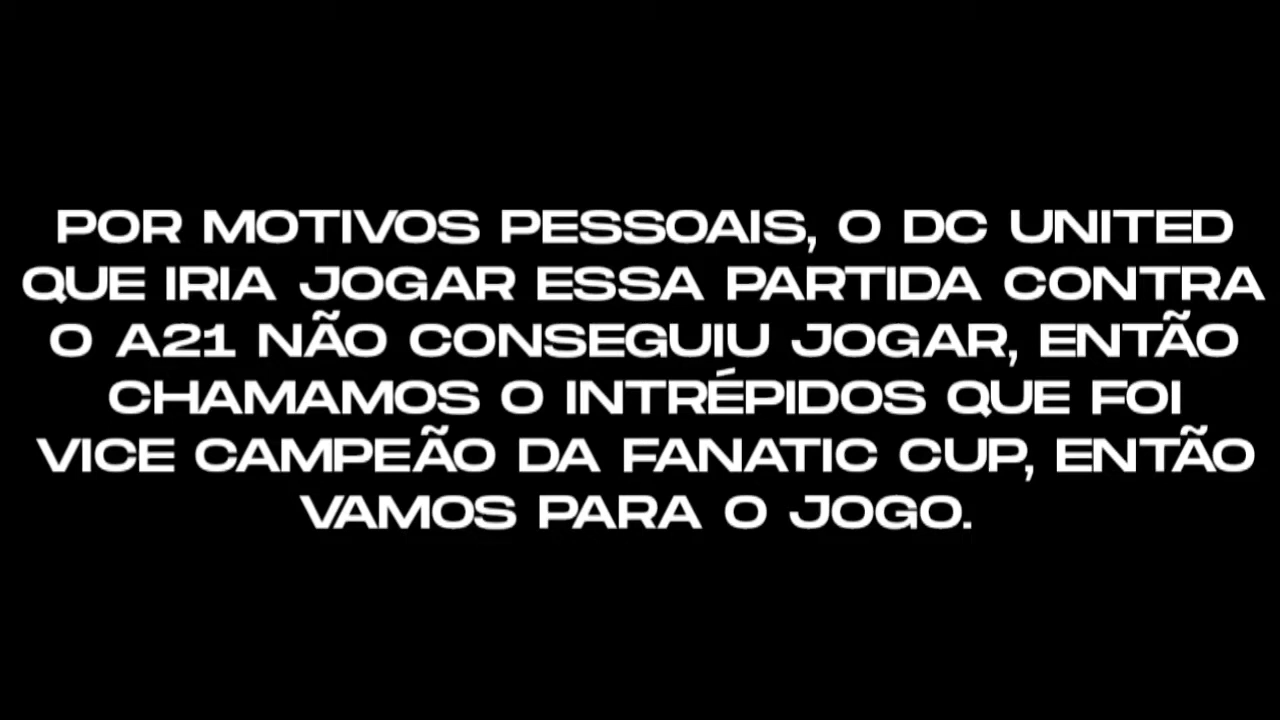 POR MOTIVOS PESSOAIS, O DC UNITED
QUE IRIA JOGAR ESSA PARTIDA CONTRA
O A21 NÃO CONSEGUIU JOGAR, ENTÃO
CHAMAMOS O INTRÉPIDOS QUE FOI
VICE CAMPEÃO DA FANATIC CUP, ENTÃO
VAMOS PARA O JOGO.